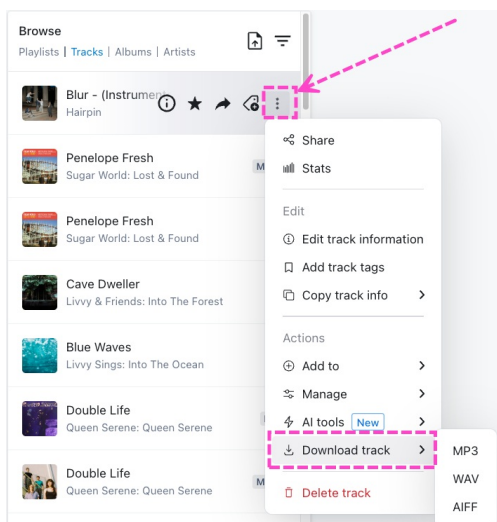 Browse
Playlists | Tracks | Albums | Artists
Blur - (Instrumen
Hairpin
Penelope Fresh
Sugar World: Lost & Found
M
Penelope Fresh
Sugar World: Lost & Found
Cave Dweller
Livvy & Friends: Into The Forest
Blue Waves
Livvy Sings: Into The Ocean
Double Life
Queen Serene: Queen Serene
Double Life
Queen Serene: Queen Serene
M
Share
Stats
Edit
Edit track information
Add track tags
Copy track info
Actions
Add to
Manage
AI tools New
Download track
Delete track
MP3
WAV
AIFF